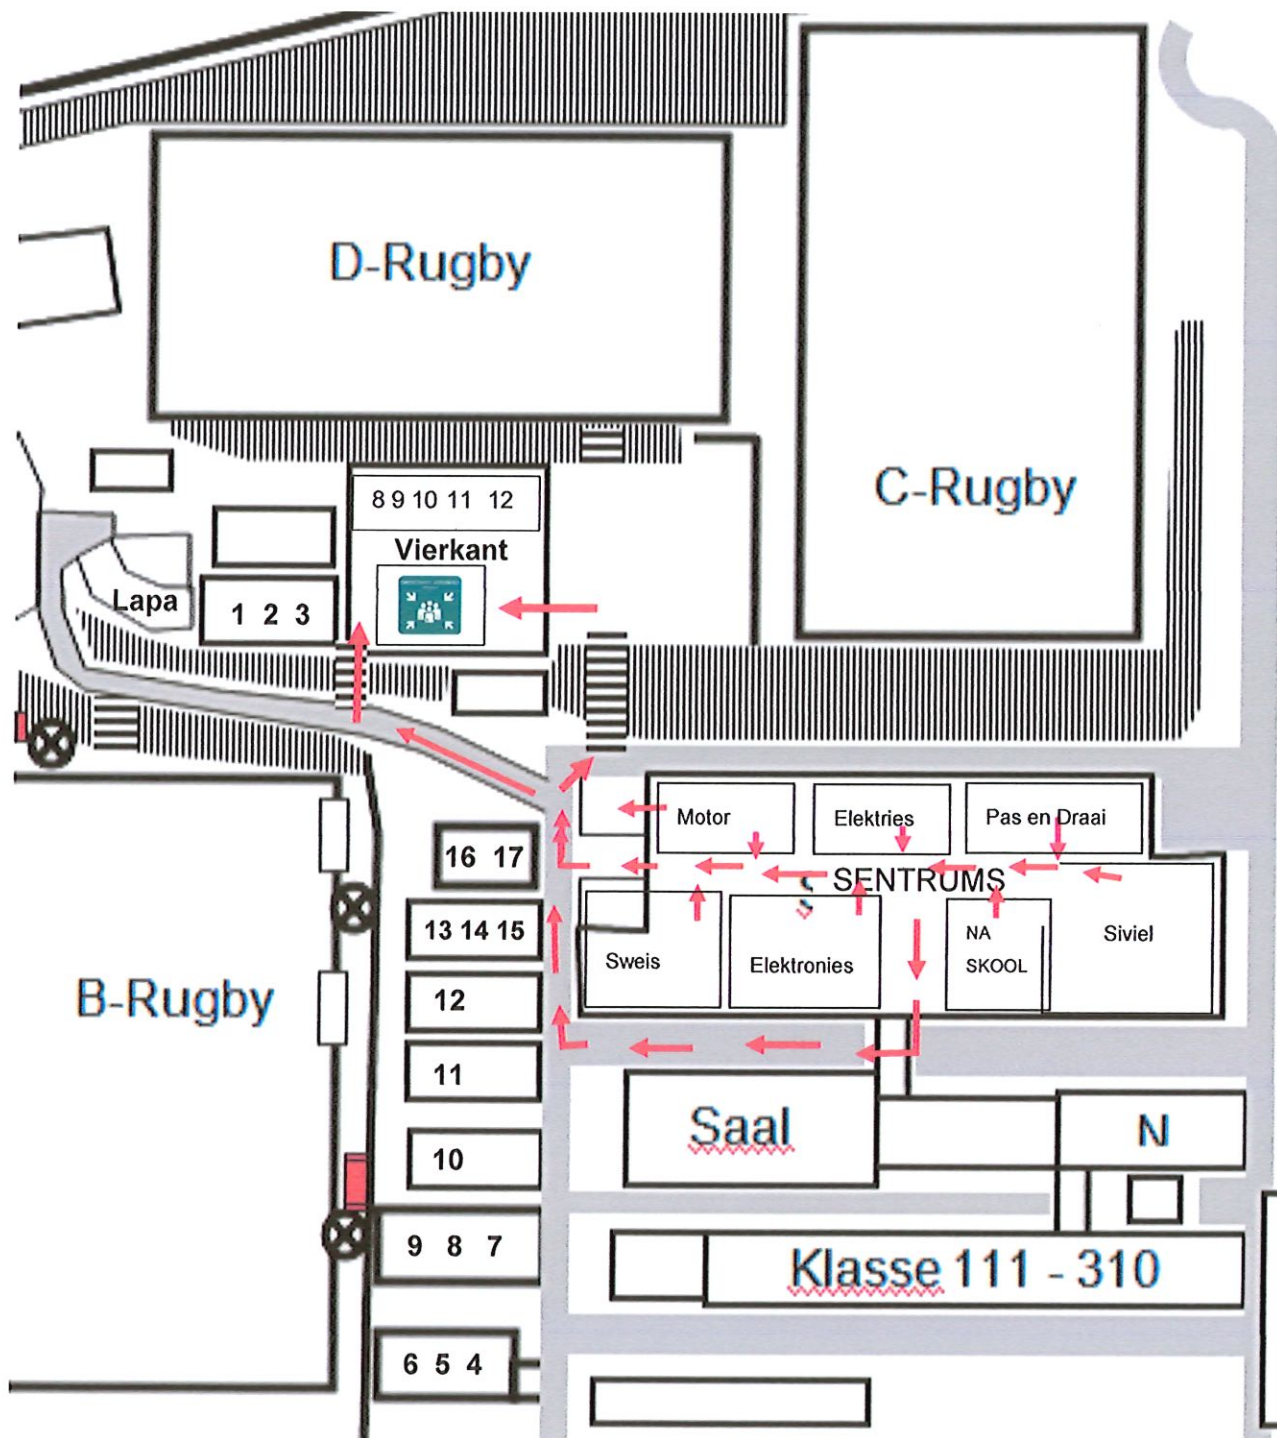 D-Rugby
C-Rugby
8 9 10 11 12
Vierkant
Lapa
1 2 3
Motor
Elektries
Pas en Draai
16 17
SENTRUMS
13 14 15
Sweis
Elektronies
NA
SKOOL
Siviel
B-Rugby
12
11
Saal
N
10
9 8 7
Klasse 111 - 310
6 5 4